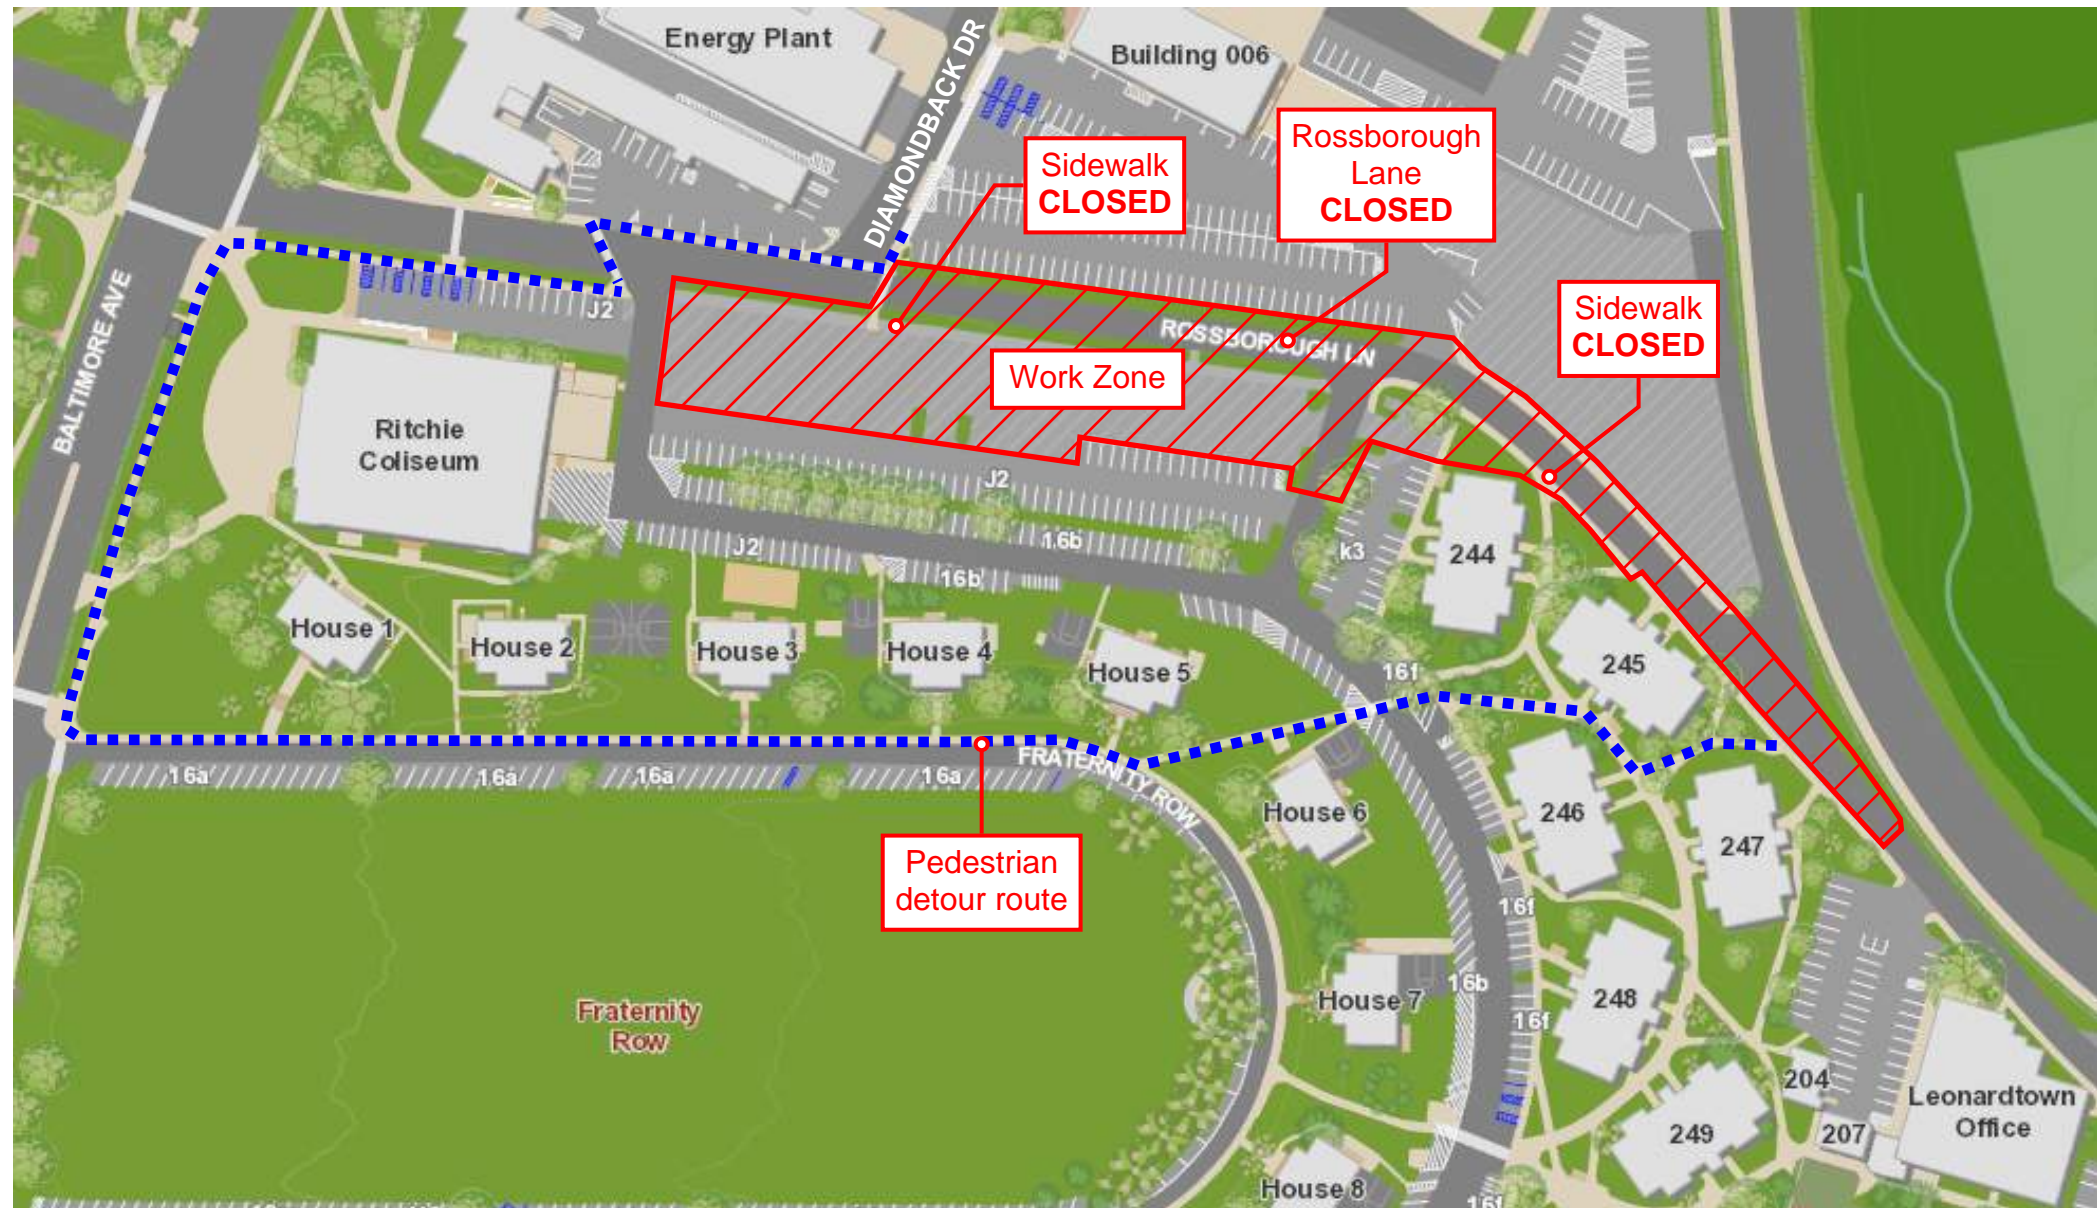 Energy Plant
DIAMONDBACK DR
Building 006
Sidewalk
CLOSED
Rossborough
Lane
CLOSED
Sidewalk
CLOSED
BALTIMORE AVE
J2
ROSSBOROUGH LN
Work Zone
Ritchie
Coliseum
J2
J2
16b
16b
k3
244
House 1
House 2
House 3
House 4
House 5
16f
245
16a
16a
16a
16a
FRATERNITY ROW
House 6
246
247
Pedestrian
detour route
16f
16b
House 7
248
16f
Fraternity
Row
204
Leonardtown
Office
249
207
House 8
16f